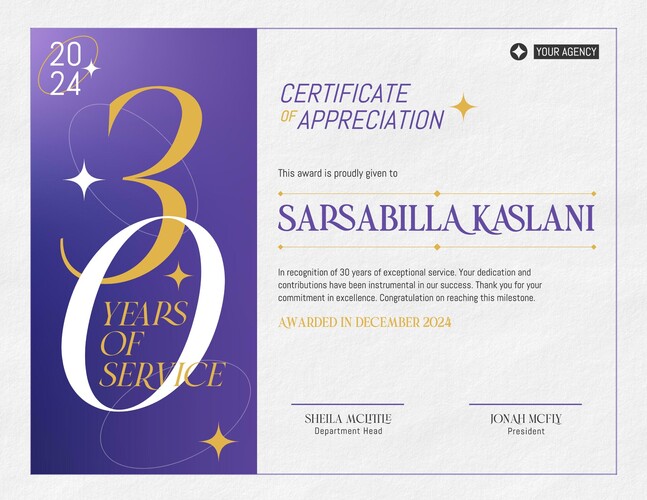 20
24
30
YEARS
OF
SERVICE
YOUR AGENCY
CERTIFICATE
OF APPRECIATION
This award is proudly given to
SARSABILLA KASLANI
In recognition of 30 years of exceptional service. Your dedication and
contributions have been instrumental in our success. Thank you for your
commitment in excellence. Congratulation on reaching this milestone.
AWARDED IN DECEMBER 2024
SHEILA MCLITTLE
Department Head
JONAH MCFLY
President